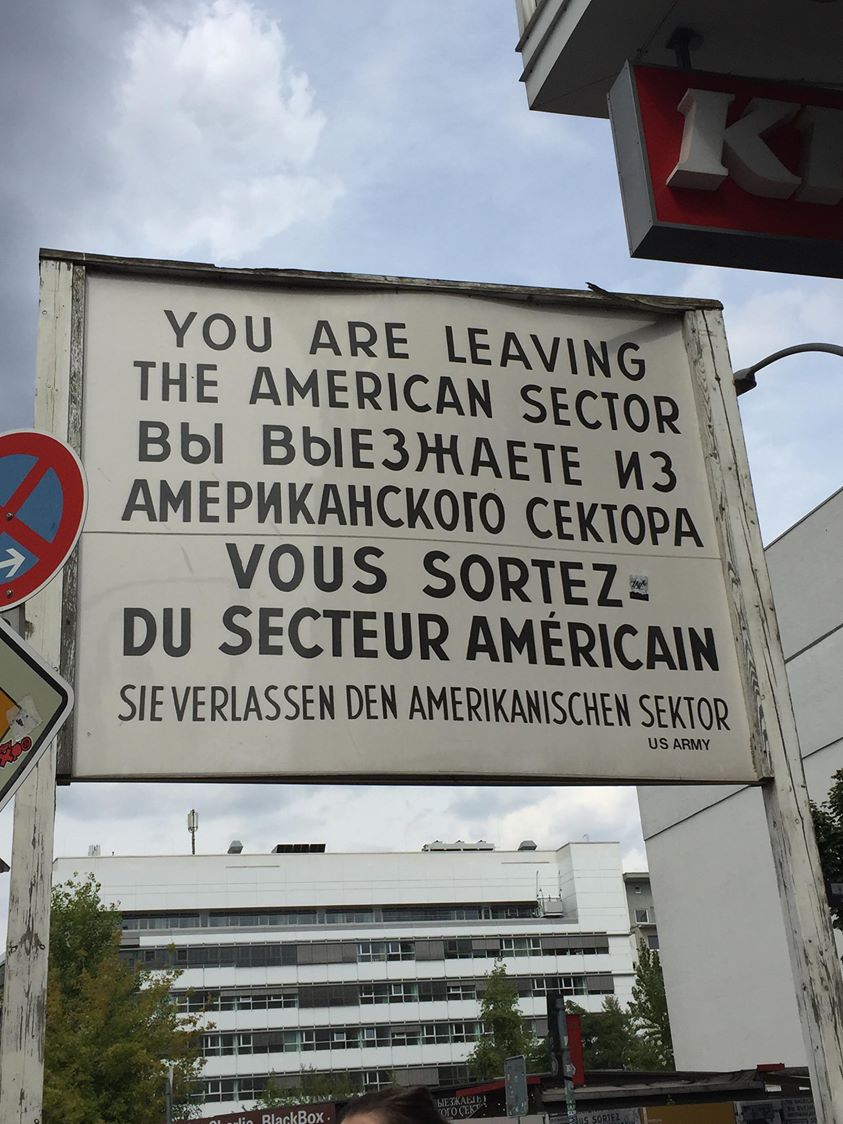 YOU ARE LEAVING
THE AMERICAN SECTOR
ВЫ ВЫЕЗЖАЕТЕ ИЗ
АМЕРИКАНСКОГО СЕКТОРА
VOUS SORTEZ
DU SECTEUR AMÉRICAIN
SIE VERLASSEN DEN AMERIKANISCHEN SEKTOR
US ARMY
Charlie BlackBox